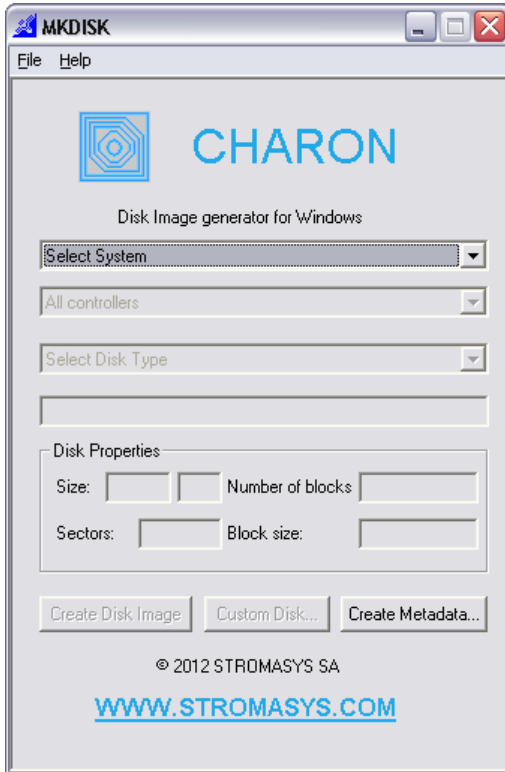 MKDISK
File Help
CHARON
Disk Image generator for Windows
Select System
All controllers
Select Disk Type
Disk Properties
Size: Number of blocks
Sectors: Block size:
Create Disk Image Custom Disk... Create Metadata...
© 2012 STROMASYS SA
WWW.STROMASYS.COM